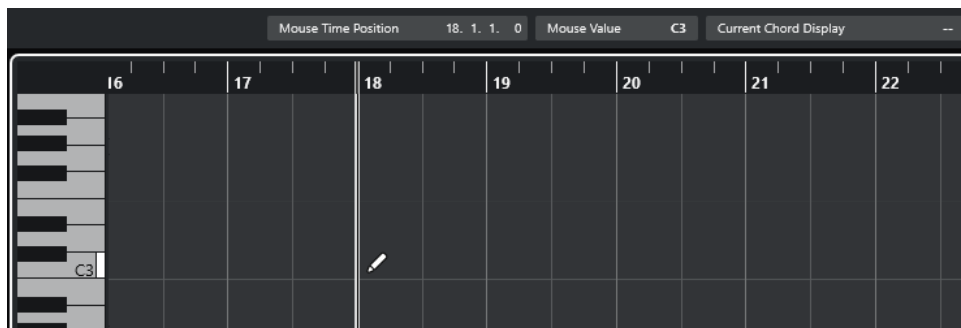 Mouse Time Position 18. 1. 1. 0 Mouse Value C3 Current Chord Display --
16 17 18 19 20 21 22
C3